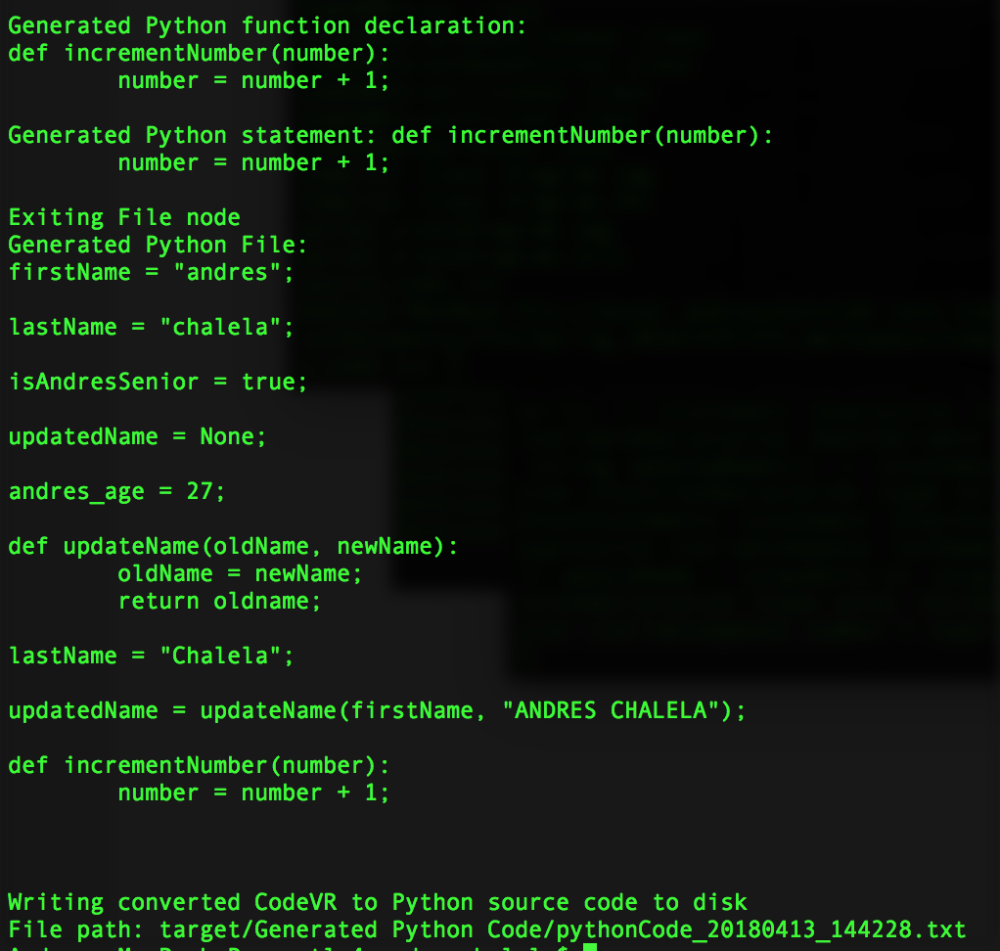 Generated Python function declaration:
def incrementNumber(number):
        number = number + 1;

Generated Python statement: def incrementNumber(number):
        number = number + 1;

Exiting File node
Generated Python File:
firstName = "andres";

lastName = "chalela";

isAndresSenior = true;

updatedName = None;

andres_age = 27;

def updateName(oldName, newName):
        oldName = newName;
        return oldname;

lastName = "Chalela";

updatedName = updateName(firstName, "ANDRES CHALELA");

def incrementNumber(number):
        number = number + 1;

Writing converted CodeVR to Python source code to disk
File path: target/Generated Python Code/pythonCode_20180413_144228.txt